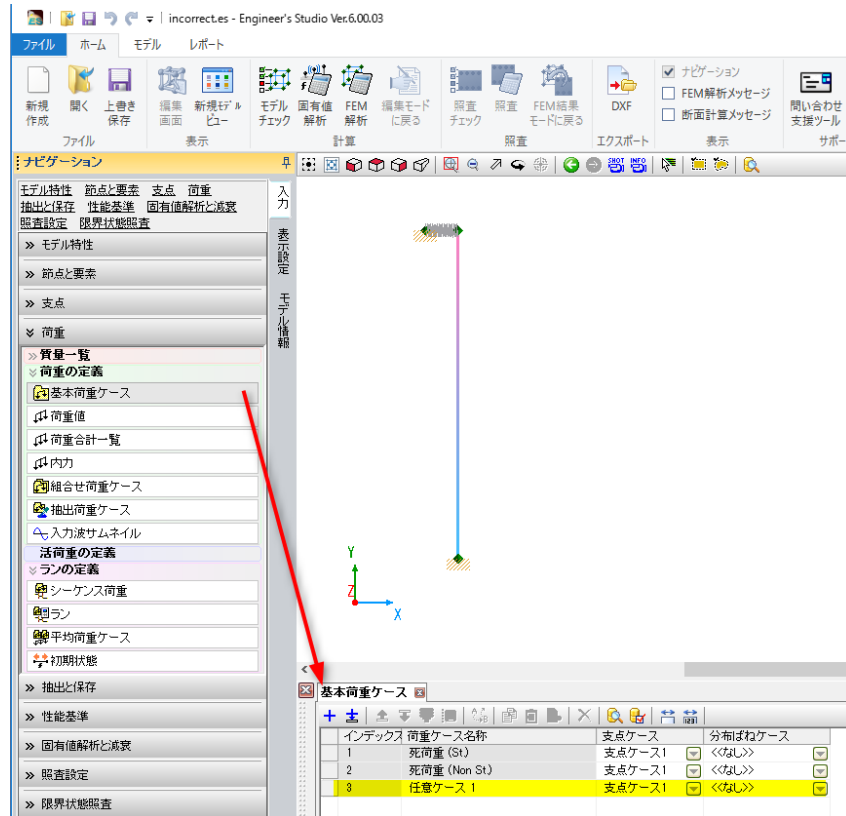 incorrect.es - Engineer's Studio Ver.6.00.03
ファイル ホーム モデル レポート
新規作成 開く 上書き保存 編集画面 新規モデルビュー モデルチェック 固有値解析 FEM解析 編集モードに戻る 照査チェック 照査 FEM結果モードに戻る DXF
ナビゲーション
FEM解析メッセージ
断面計算メッセージ
問い合わせ支援ツール
ファイル 表示 計算 照査 エクスポート 表示 サポー
ナビゲーション
モデル特性 節点と要素 支点 荷重
抽出と保存 性能基準 固有値解析と減衰
照査設定 限界状態照査
入力
表示設定
モデル情報
SHOT INFO
モデル特性
節点と要素
支点
荷重
質量一覧
荷重の定義
基本荷重ケース
荷重値
荷重合計一覧
内力
組合せ荷重ケース
抽出荷重ケース
入力波サムネイル
活荷重の定義
ランの定義
シーケンス荷重
ラン
平均荷重ケース
初期状態
抽出と保存
性能基準
固有値解析と減衰
照査設定
限界状態照査
Y
Z
X
基本荷重ケース
インデックス 荷重ケース名称 支点ケース 分布ばねケース
1 死荷重 (St.) 支点ケース1 <<なし>>
2 死荷重 (Non St.) 支点ケース1 <<なし>>
3 任意ケース 1 支点ケース1 <<なし>>